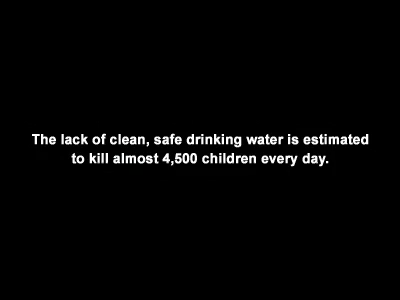 The lack of clean, safe drinking water is estimated
to kill almost 4,500 children every day.